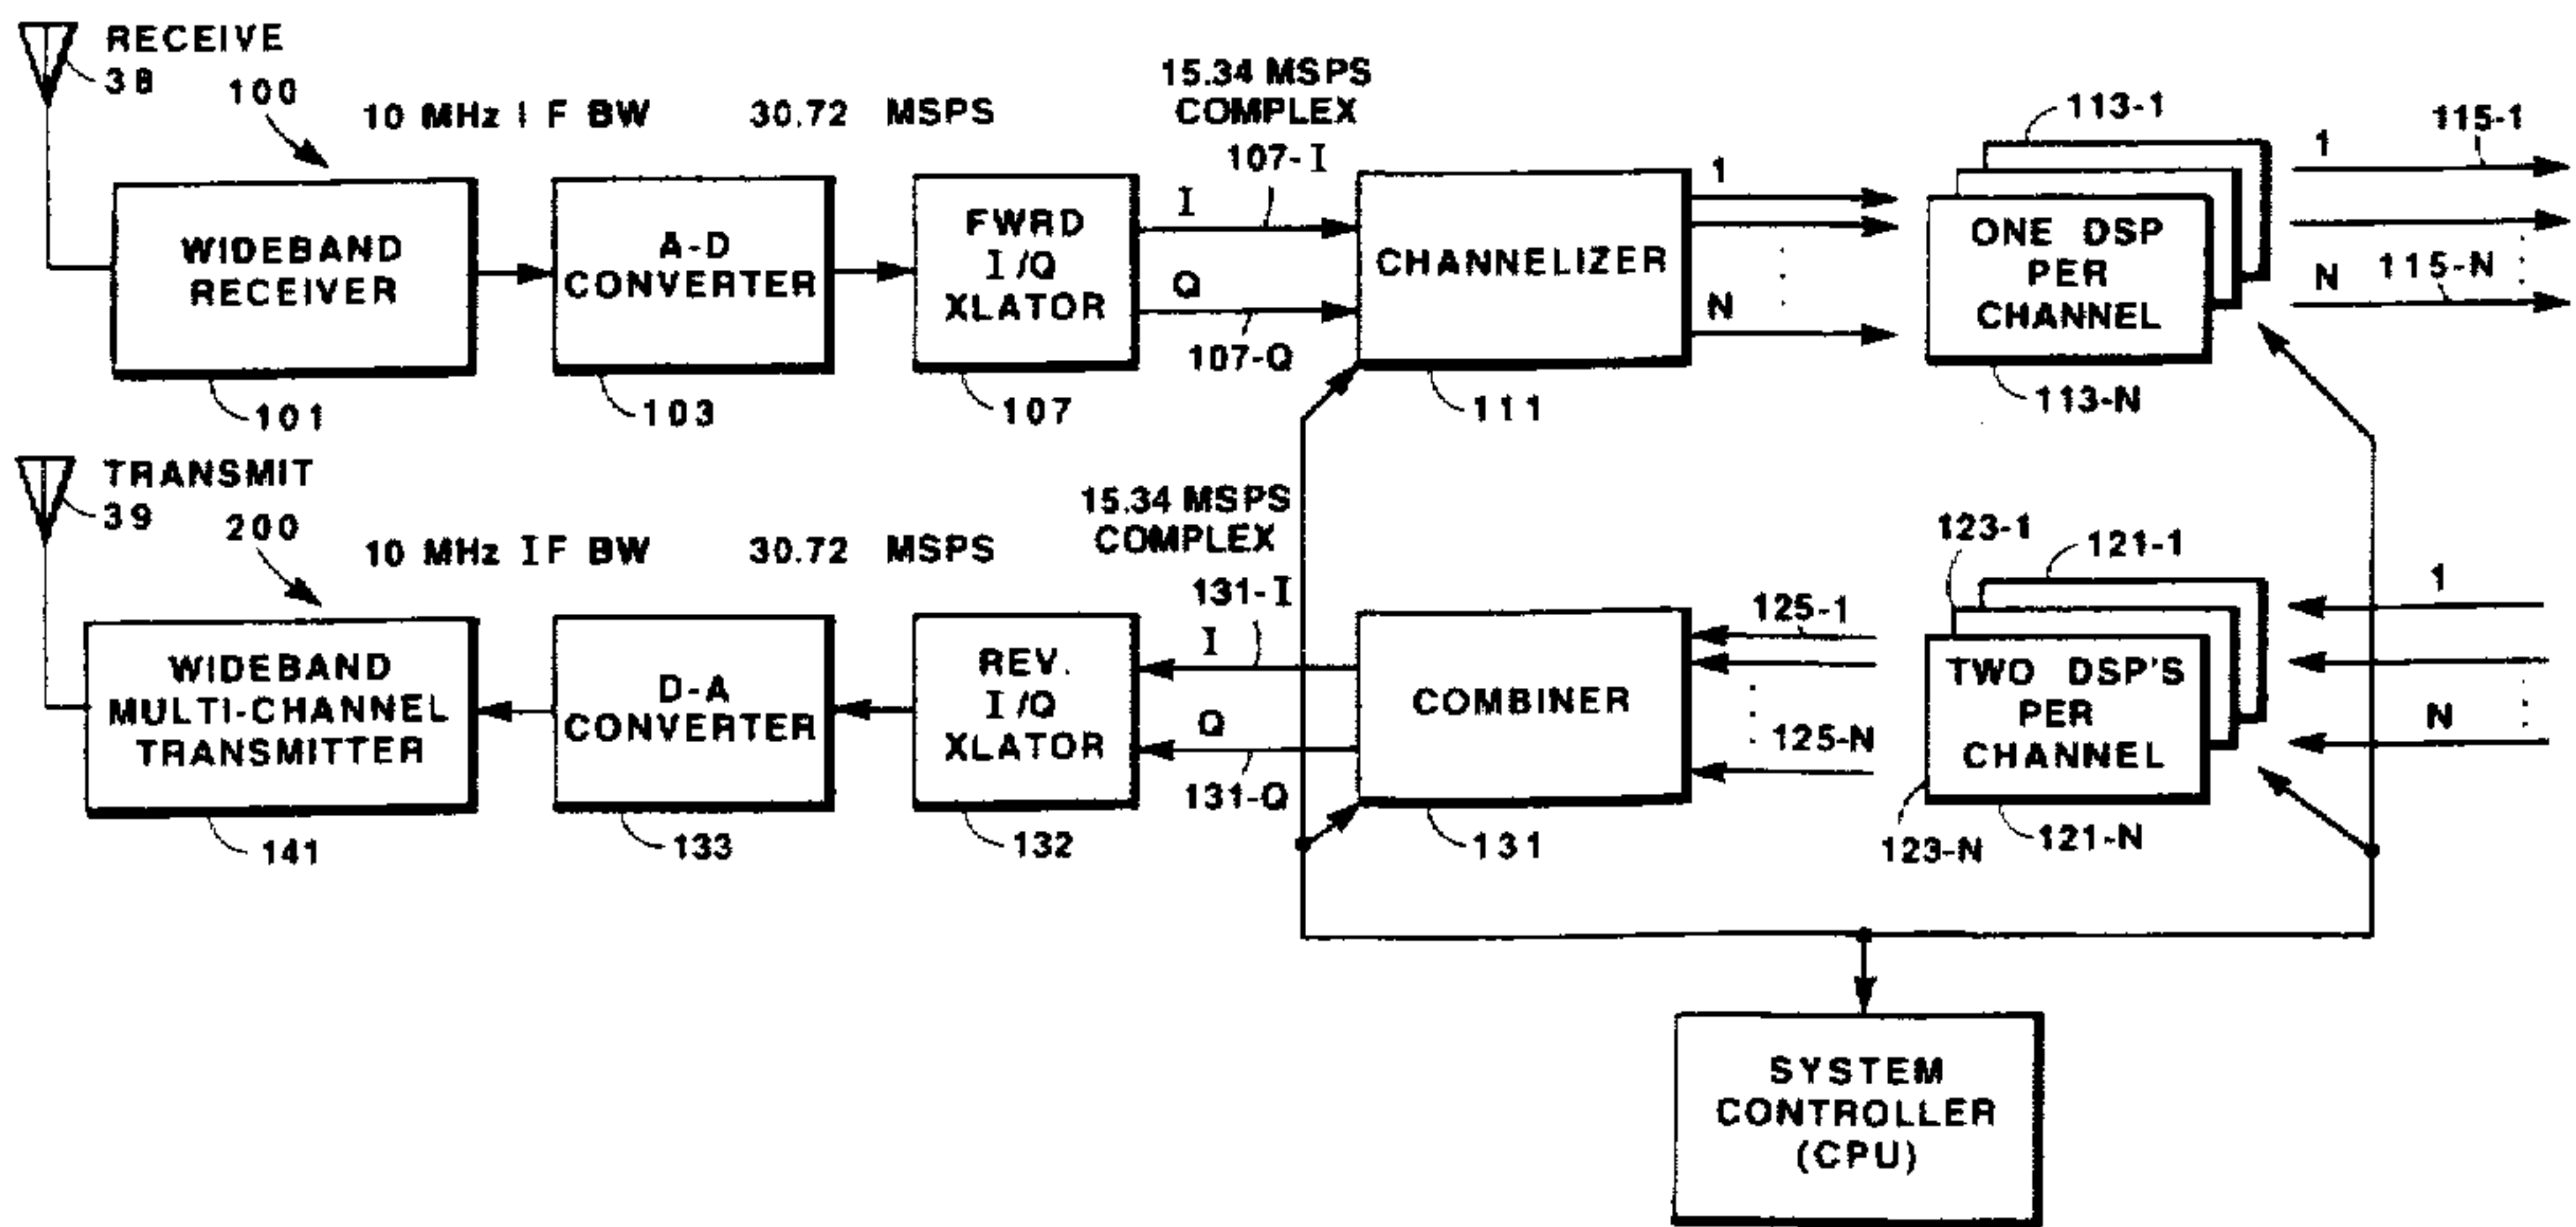 RECEIVE
38
100
10 MHz IF BW
30.72 MSPS
15.34 MSPS
COMPLEX
107-I
I
Q
107-Q
WIDEBAND
RECEIVER
101
A-D
CONVERTER
103
FWRD
I/Q
XLATOR
107
CHANNELIZER
111
1
N
113-1
ONE DSP
PER
CHANNEL
113-N
1
115-1
N
115-N
TRANSMIT
39
200
10 MHz IF BW
30.72 MSPS
15.34 MSPS
COMPLEX
131-I
I
Q
131-Q
WIDEBAND
MULTI-CHANNEL
TRANSMITTER
141
D-A
CONVERTER
133
REV.
I/Q
XLATOR
132
COMBINER
131
125-1
125-N
123-1
121-1
TWO DSP'S
PER
CHANNEL
123-N
121-N
1
N
SYSTEM
CONTROLLER
(CPU)